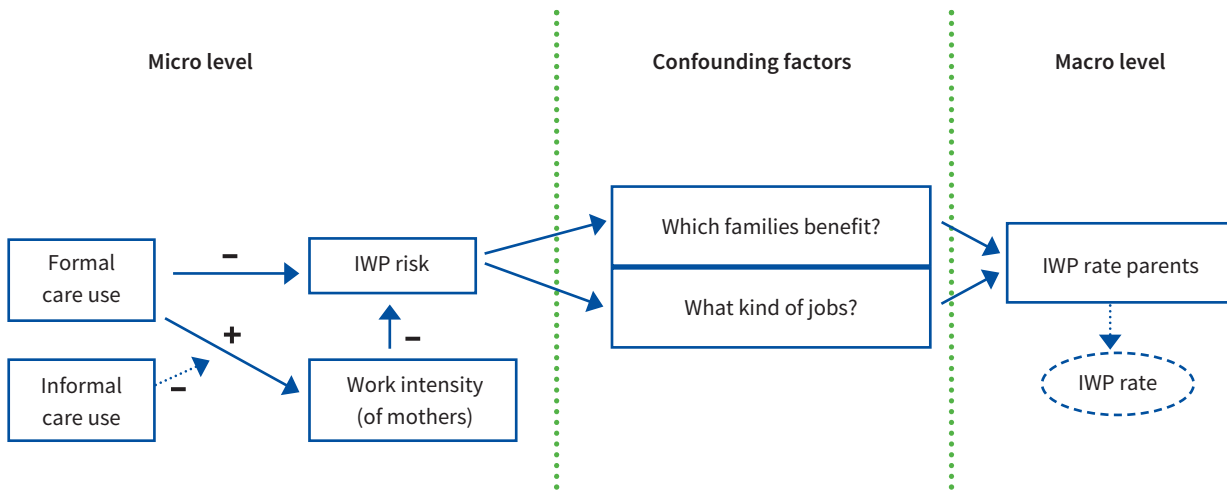 Micro level
Confounding factors
Macro level
Formal
care use
–
IWP risk
Which families benefit?
What kind of jobs?
IWP rate parents
+
–
Informal
care use
–
Work intensity
(of mothers)
IWP rate